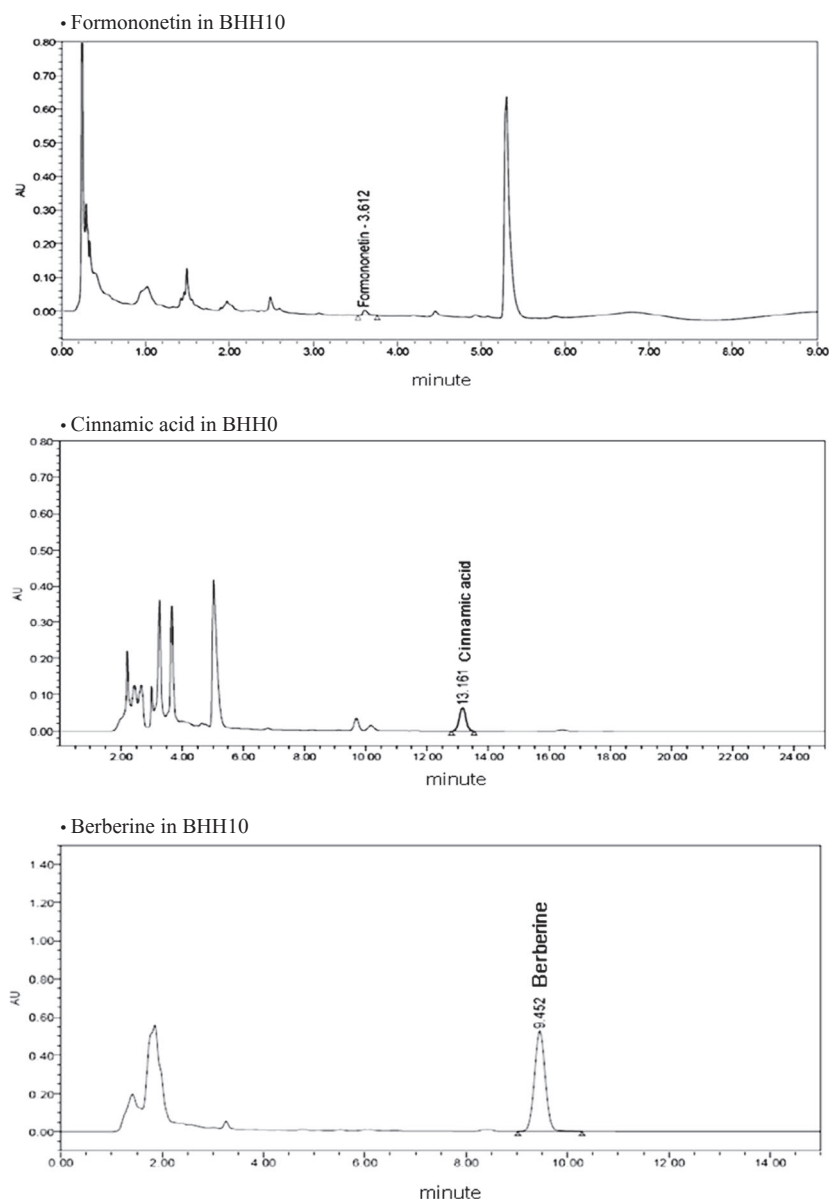 • Formononetin in BHH10
0.80
0.70
0.60
0.50
0.40
0.30
0.20
0.10
0.00
AU
Formononetin - 3.612
0.00 1.00 2.00 3.00 4.00 5.00 6.00 7.00 8.00 9.00
minute
• Cinnamic acid in BHH0
0.80
0.70
0.60
0.50
0.40
0.30
0.20
0.10
0.00
AU
13.161 Cinnamic acid
2.00 4.00 6.00 8.00 10.00 12.00 14.00 16.00 18.00 20.00 22.00 24.00
minute
• Berberine in BHH10
1.40
1.20
1.00
0.80
0.60
0.40
0.20
0.00
AU
9.452 Berberine
0.00 2.00 4.00 6.00 8.00 10.00 12.00 14.00
minute